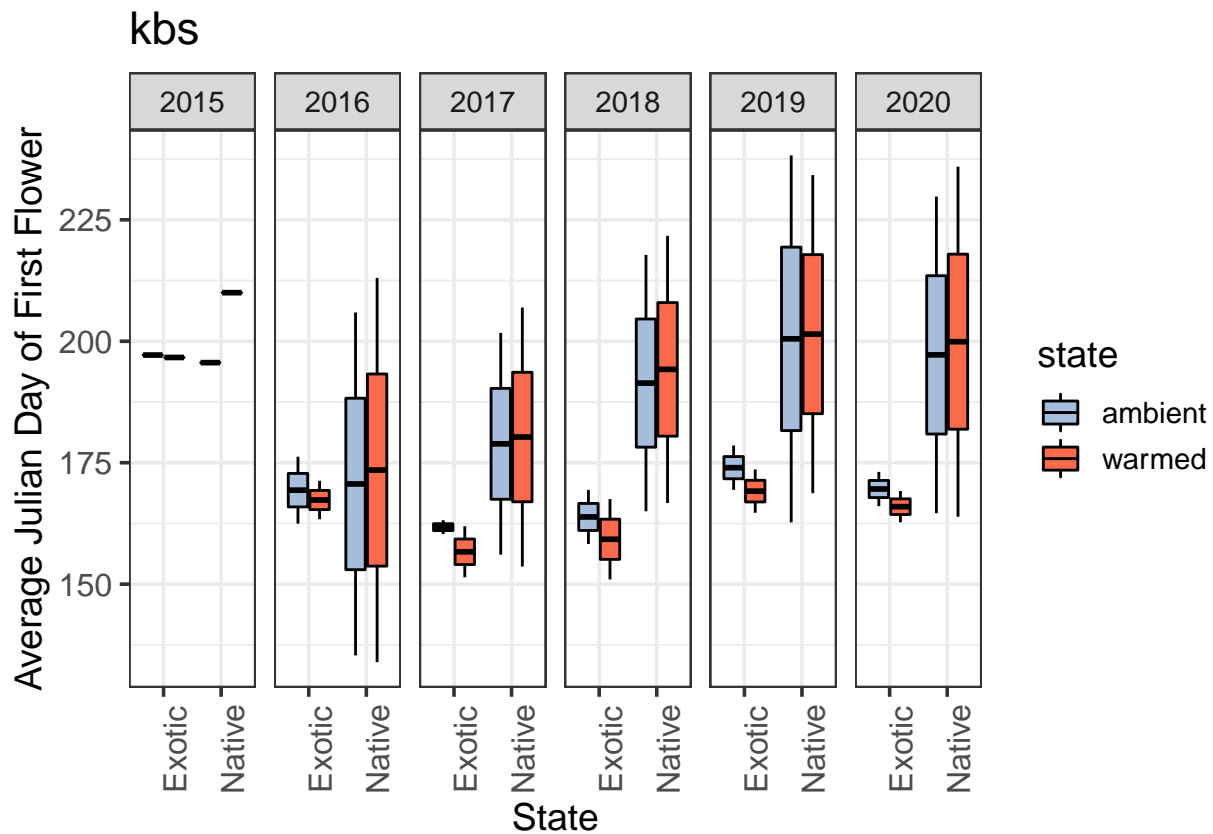 kbs
2015 2016 2017 2018 2019 2020
Average Julian Day of First Flower
225
200
175
150
Exotic Native Exotic Native Exotic Native Exotic Native Exotic Native Exotic Native
State
state
ambient
warmed